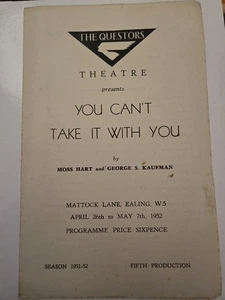 THE QUESTORS
THEATRE
presents
YOU CAN'T
TAKE IT WITH YOU
by
MOSS HART and GEORGE S. KAUFMAN
MATTOCK LANE, EALING, W.5
APRIL 26th to MAY 7th, 1952
PROGRAMME PRICE SIXPENCE
SEASON 1951-52 FIFTH PRODUCTION